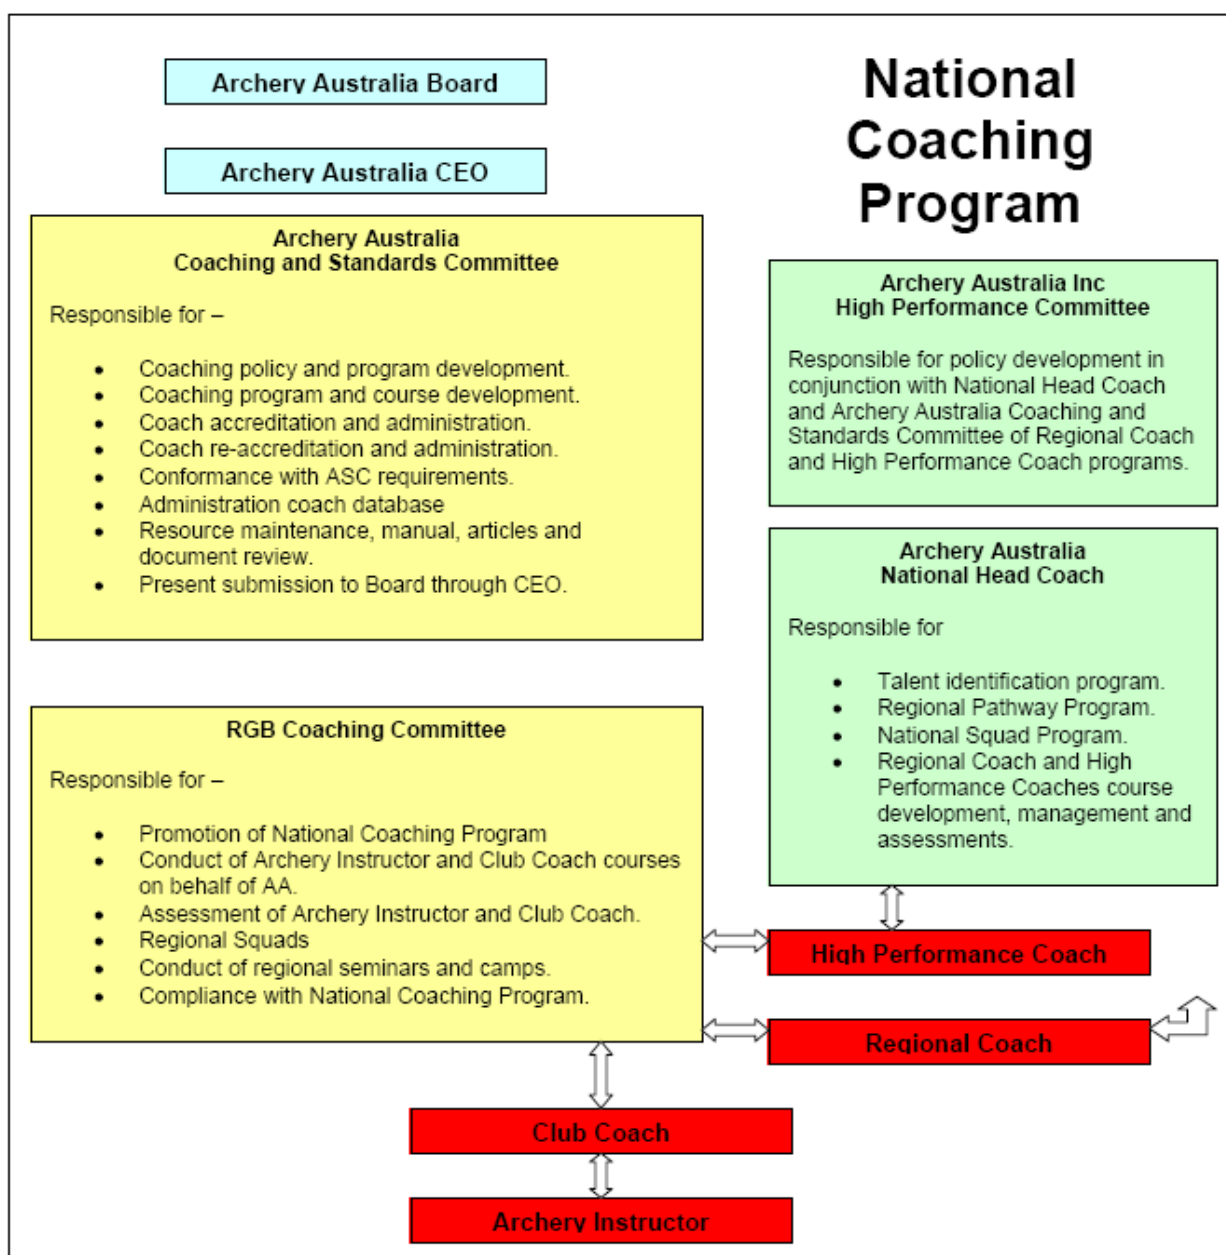 Archery Australia Board
Archery Australia CEO
National
Coaching
Program
Archery Australia
Coaching and Standards Committee
Responsible for –
• Coaching policy and program development.
• Coaching program and course development.
• Coach accreditation and administration.
• Coach re-accreditation and administration.
• Conformance with ASC requirements.
• Administration coach database
• Resource maintenance, manual, articles and
document review.
• Present submission to Board through CEO.
Archery Australia Inc
High Performance Committee
Responsible for policy development in
conjunction with National Head Coach
and Archery Australia Coaching and
Standards Committee of Regional Coach
and High Performance Coach programs.
Archery Australia
National Head Coach
Responsible for
• Talent identification program.
• Regional Pathway Program.
• National Squad Program.
• Regional Coach and High
Performance Coaches course
development, management and
assessments.
RGB Coaching Committee
Responsible for –
• Promotion of National Coaching Program
• Conduct of Archery Instructor and Club Coach courses
on behalf of AA.
• Assessment of Archery Instructor and Club Coach.
• Regional Squads
• Conduct of regional seminars and camps.
• Compliance with National Coaching Program.
High Performance Coach
Regional Coach
Club Coach
Archery Instructor